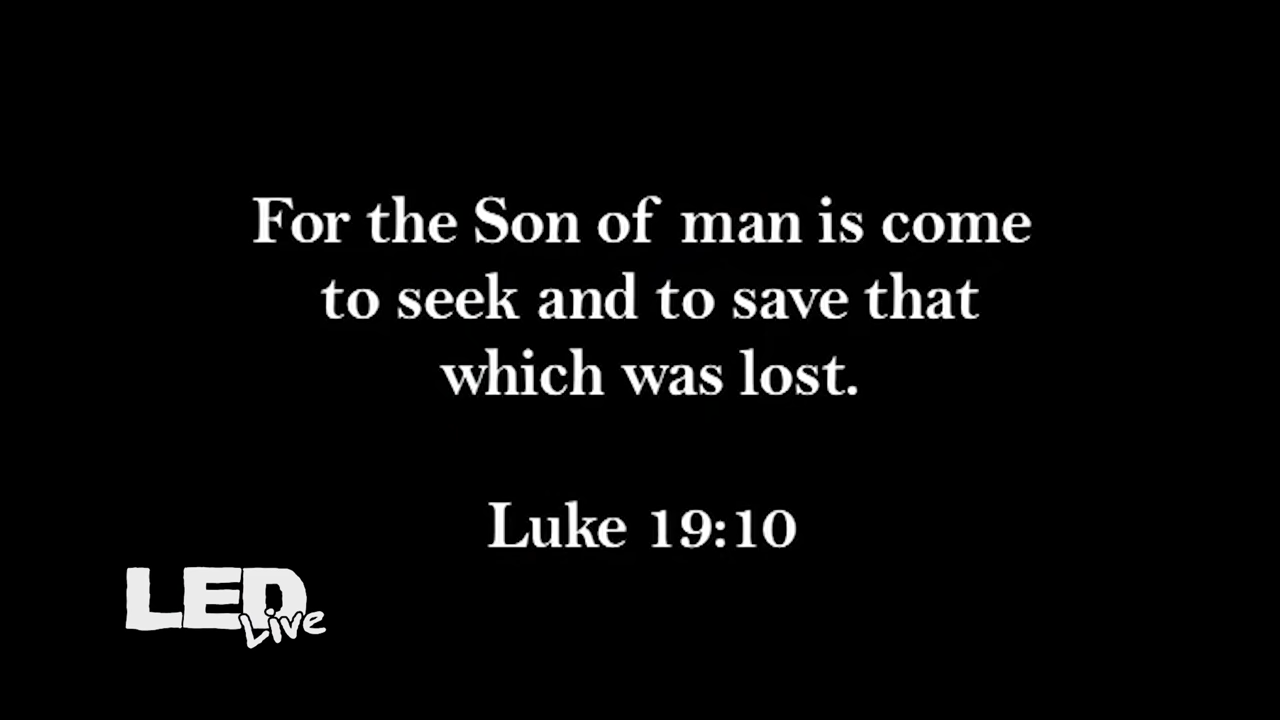 For the Son of man is come
to seek and to save that
which was lost.
Luke 19:10
LED
Live